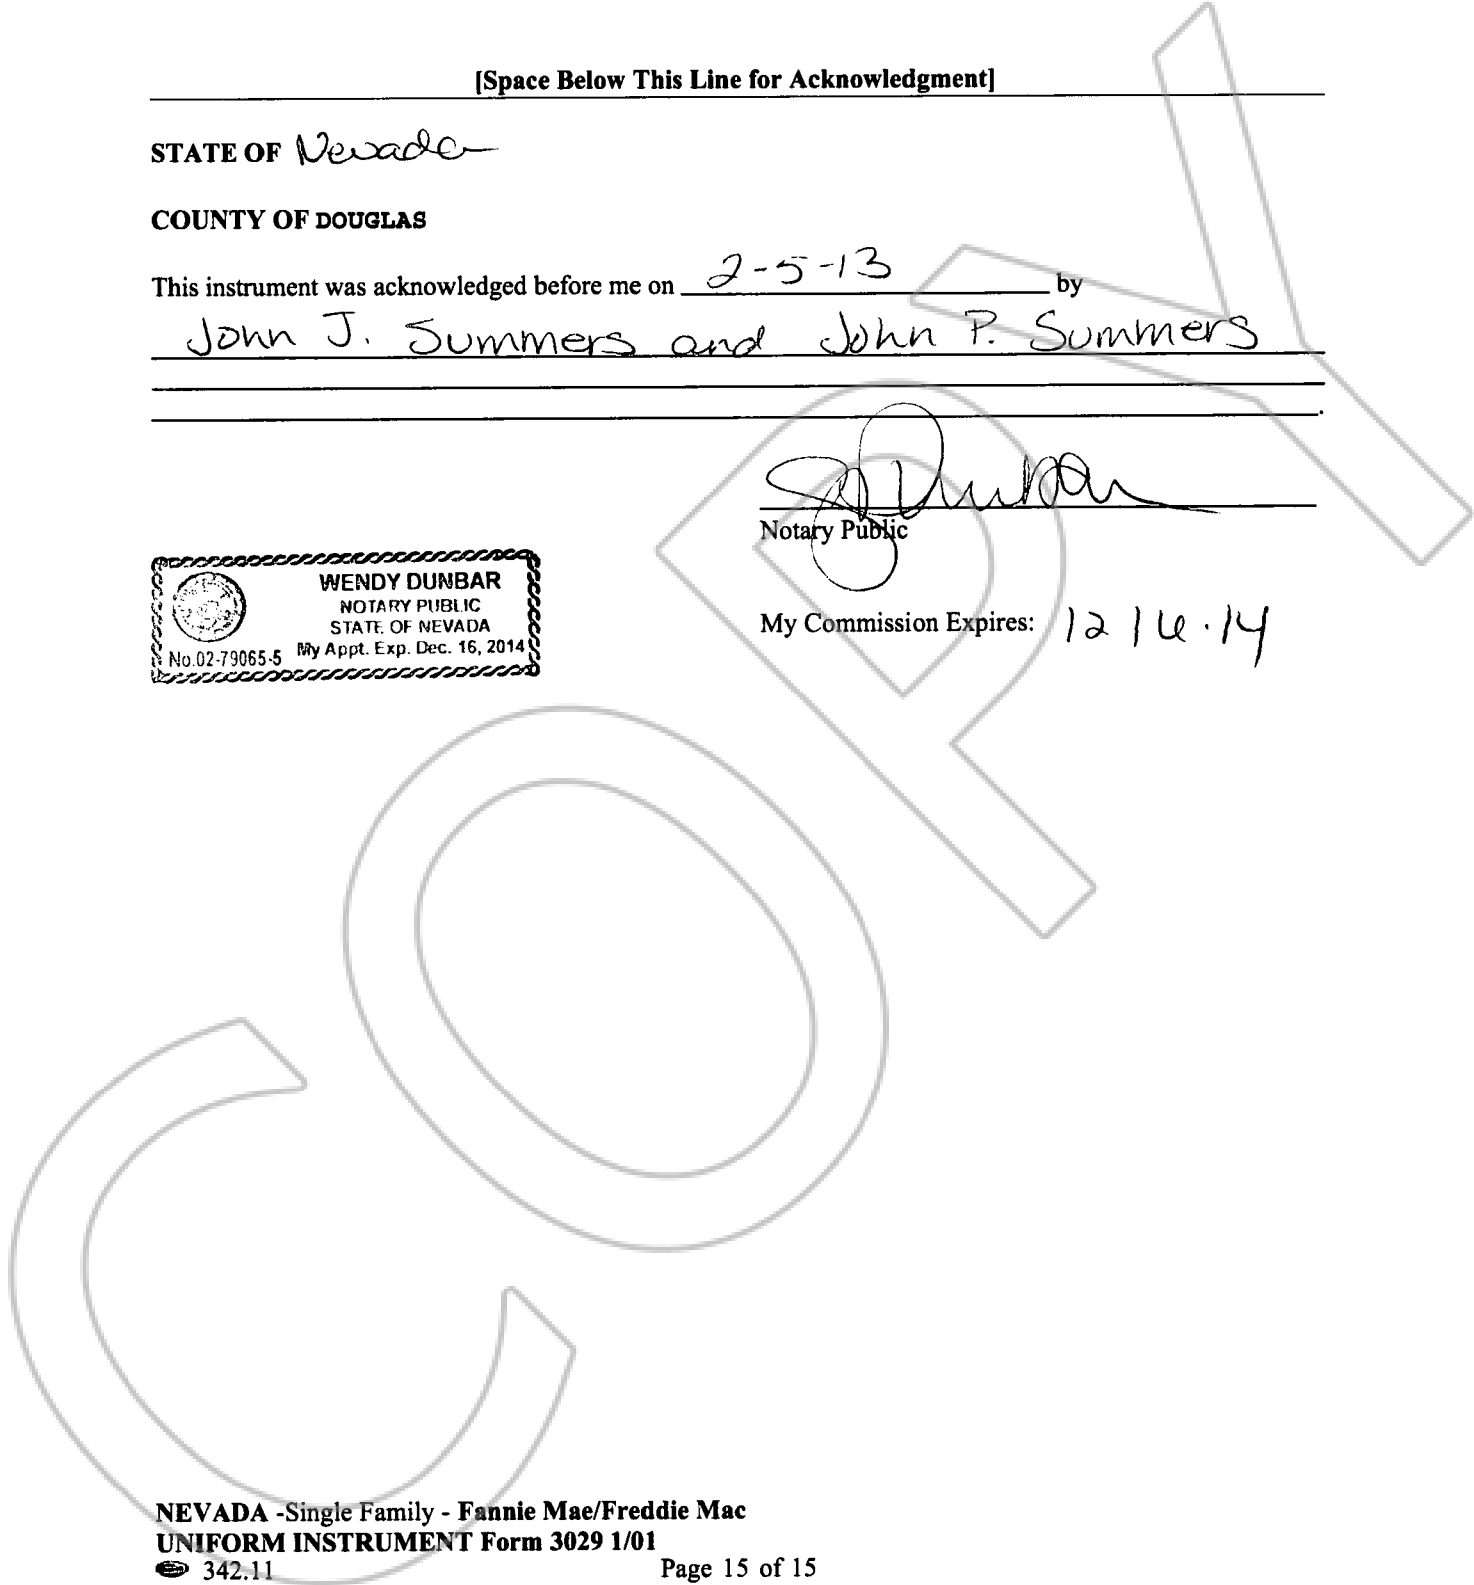 [Space Below This Line for Acknowledgment]
STATE OF Nevada
COUNTY OF DOUGLAS
This instrument was acknowledged before me on 2-5-13 by
John J. Summers and John P. Summers
.
Notary Public
WENDY DUNBAR
NOTARY PUBLIC
STATE OF NEVADA
No.02-79065-5 My Appt. Exp. Dec. 16, 2014
My Commission Expires: 12 16.14
COPY
NEVADA -Single Family - Fannie Mae/Freddie Mac
UNIFORM INSTRUMENT Form 3029 1/01
342.11 Page 15 of 15